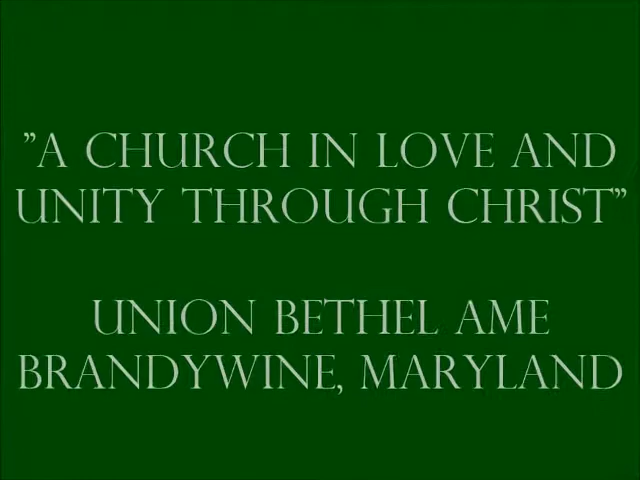 ”A CHURCH IN LOVE AND
UNITY THROUGH CHRIST”
UNION BETHEL AME
BRANDYWINE, MARYLAND